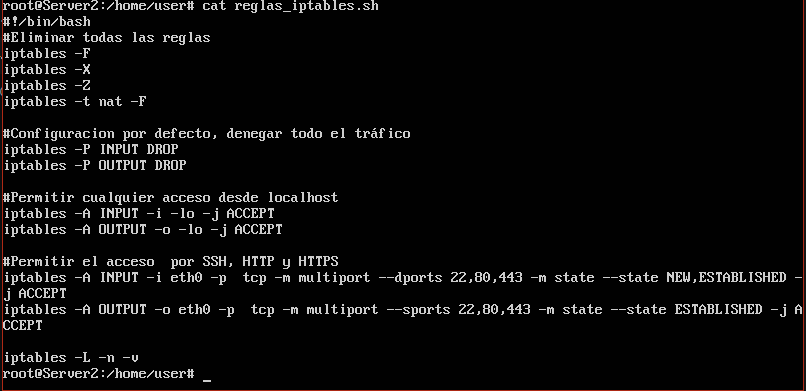 root@Server2:/home/user# cat reglas_iptables.sh
#!/bin/bash
#Eliminar todas las reglas
iptables -F
iptables -X
iptables -Z
iptables -t nat -F
#Configuracion por defecto, denegar todo el tráfico
iptables -P INPUT DROP
iptables -P OUTPUT DROP
#Permitir cualquier acceso desde localhost
iptables -A INPUT -i -lo -j ACCEPT
iptables -A OUTPUT -o -lo -j ACCEPT
#Permitir el acceso  por SSH, HTTP y HTTPS
iptables -A INPUT -i eth0 -p  tcp -m multiport --dports 22,80,443 -m state --state NEW,ESTABLISHED -
j ACCEPT
iptables -A OUTPUT -o eth0 -p  tcp -m multiport --sports 22,80,443 -m state --state ESTABLISHED -j A
CCEPT
iptables -L -n -v
root@Server2:/home/user# _